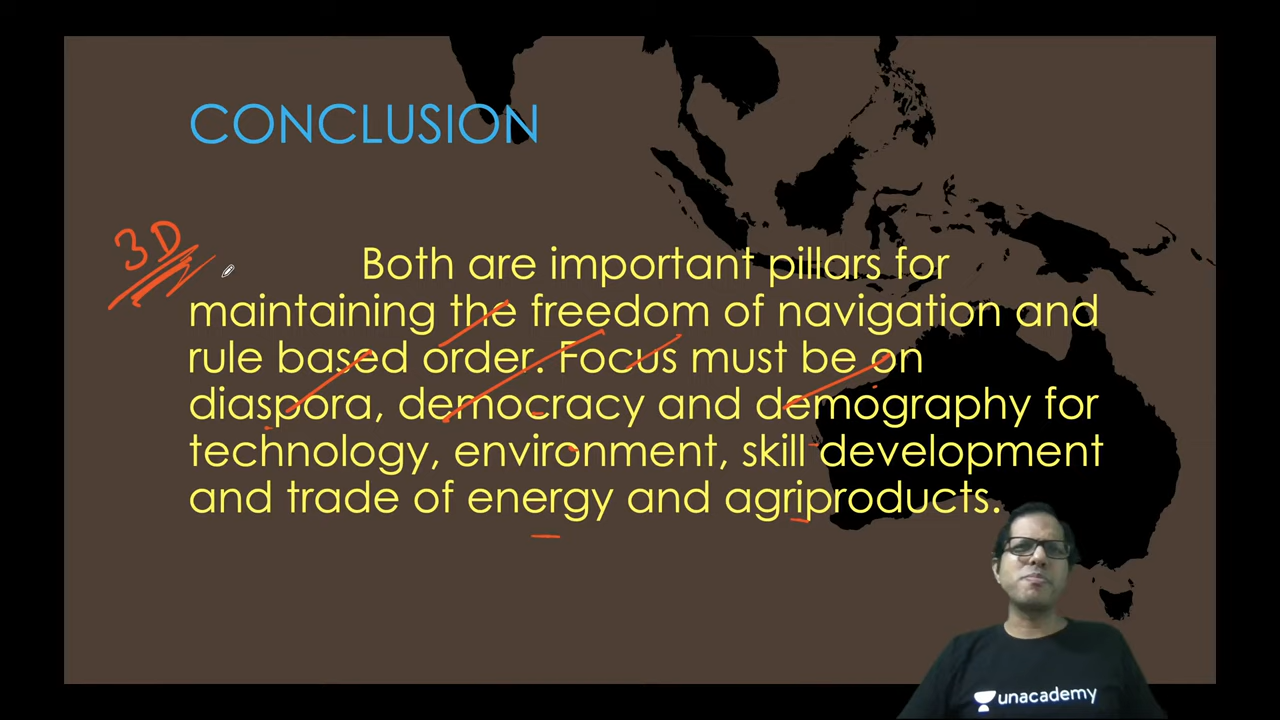 CONCLUSION
3D
Both are important pillars for
maintaining the freedom of navigation and
rule based order. Focus must be on
diaspora, democracy and demography for
technology, environment, skill development
and trade of energy and agriproducts.
unacademy